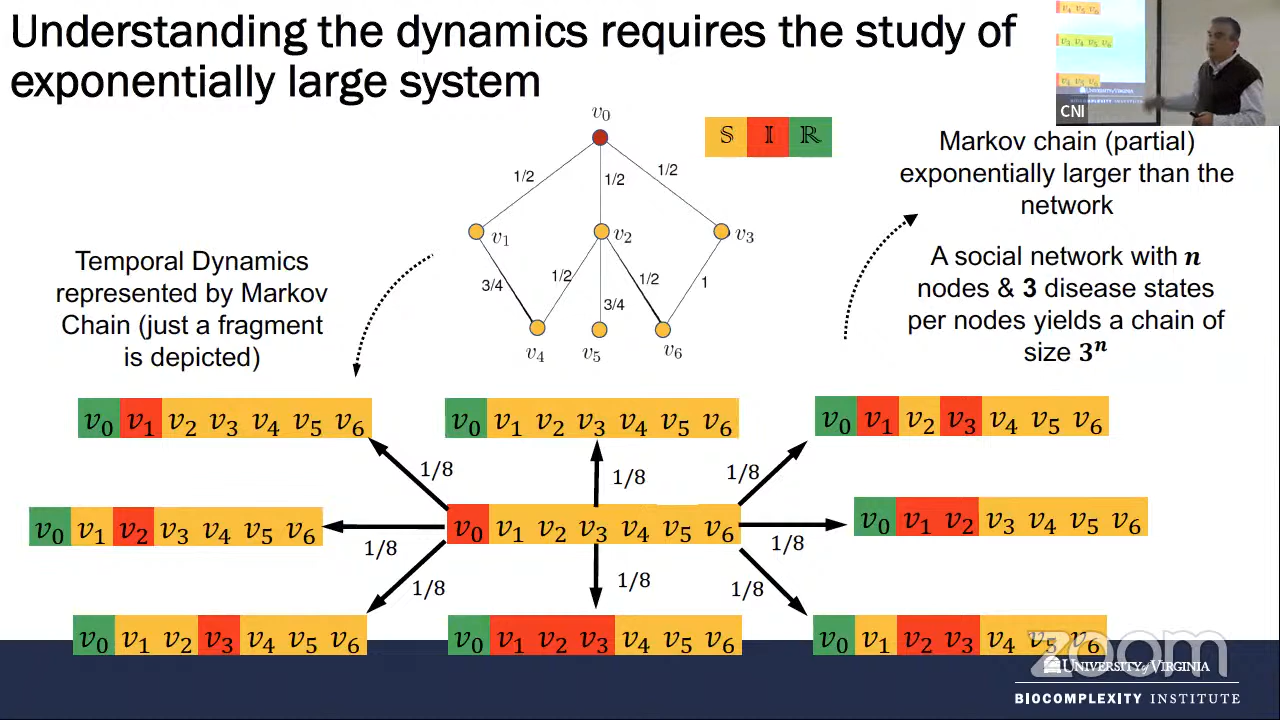 Understanding the dynamics requires the study of
exponentially large system
CNI
v₀
𝕊 𝕀 ℝ
1/2 1/2 1/2
v₁ v₂ v₃
3/4 1/2 3/4 1/2 1
v₄ v₅ v₆
Temporal Dynamics
represented by Markov
Chain (just a fragment
is depicted)
Markov chain (partial)
exponentially larger than the
network
A social network with n
nodes & 3 disease states
per nodes yields a chain of
size 3ⁿ
v₀ v₁ v₂ v₃ v₄ v₅ v₆
v₀ v₁ v₂ v₃ v₄ v₅ v₆
v₀ v₁ v₂ v₃ v₄ v₅ v₆
1/8 1/8 1/8
v₀ v₁ v₂ v₃ v₄ v₅ v₆
v₀ v₁ v₂ v₃ v₄ v₅ v₆
v₀ v₁ v₂ v₃ v₄ v₅ v₆
1/8 1/8
1/8 1/8 1/8
v₀ v₁ v₂ v₃ v₄ v₅ v₆
v₀ v₁ v₂ v₃ v₄ v₅ v₆
v₀ v₁ v₂ v₃ v₄ v₅ v₆
zoom
UNIVERSITY of VIRGINIA
BIOCOMPLEXITY INSTITUTE